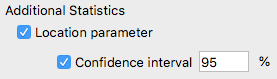 Additional Statistics
Location parameter
Confidence interval 95 %